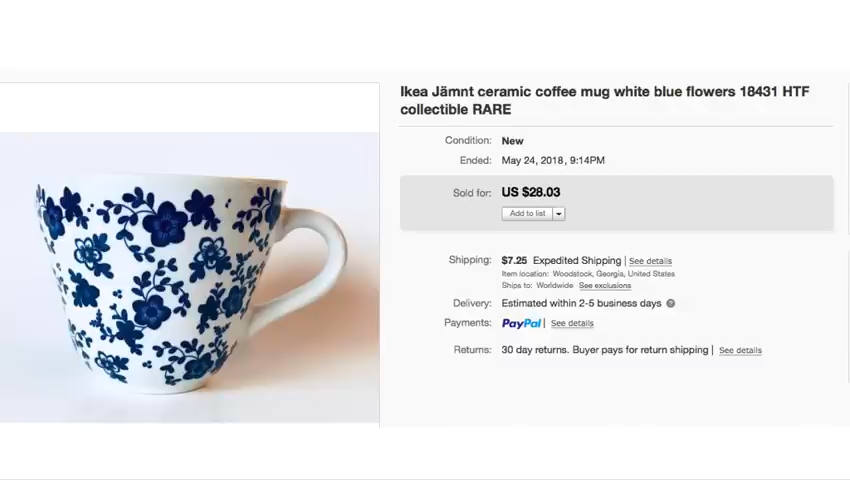 Ikea Jämnt ceramic coffee mug white blue flowers 18431 HTF
collectible RARE
Condition: New
Ended: May 24, 2018 , 9:14PM
Sold for: US $28.03
Add to list
Shipping: $7.25 Expedited Shipping | See details
Item location: Woodstock, Georgia, United States
Ships to: Worldwide See exclusions
Delivery: Estimated within 2-5 business days ?
Payments: PayPal | See details
Returns: 30 day returns. Buyer pays for return shipping | See details